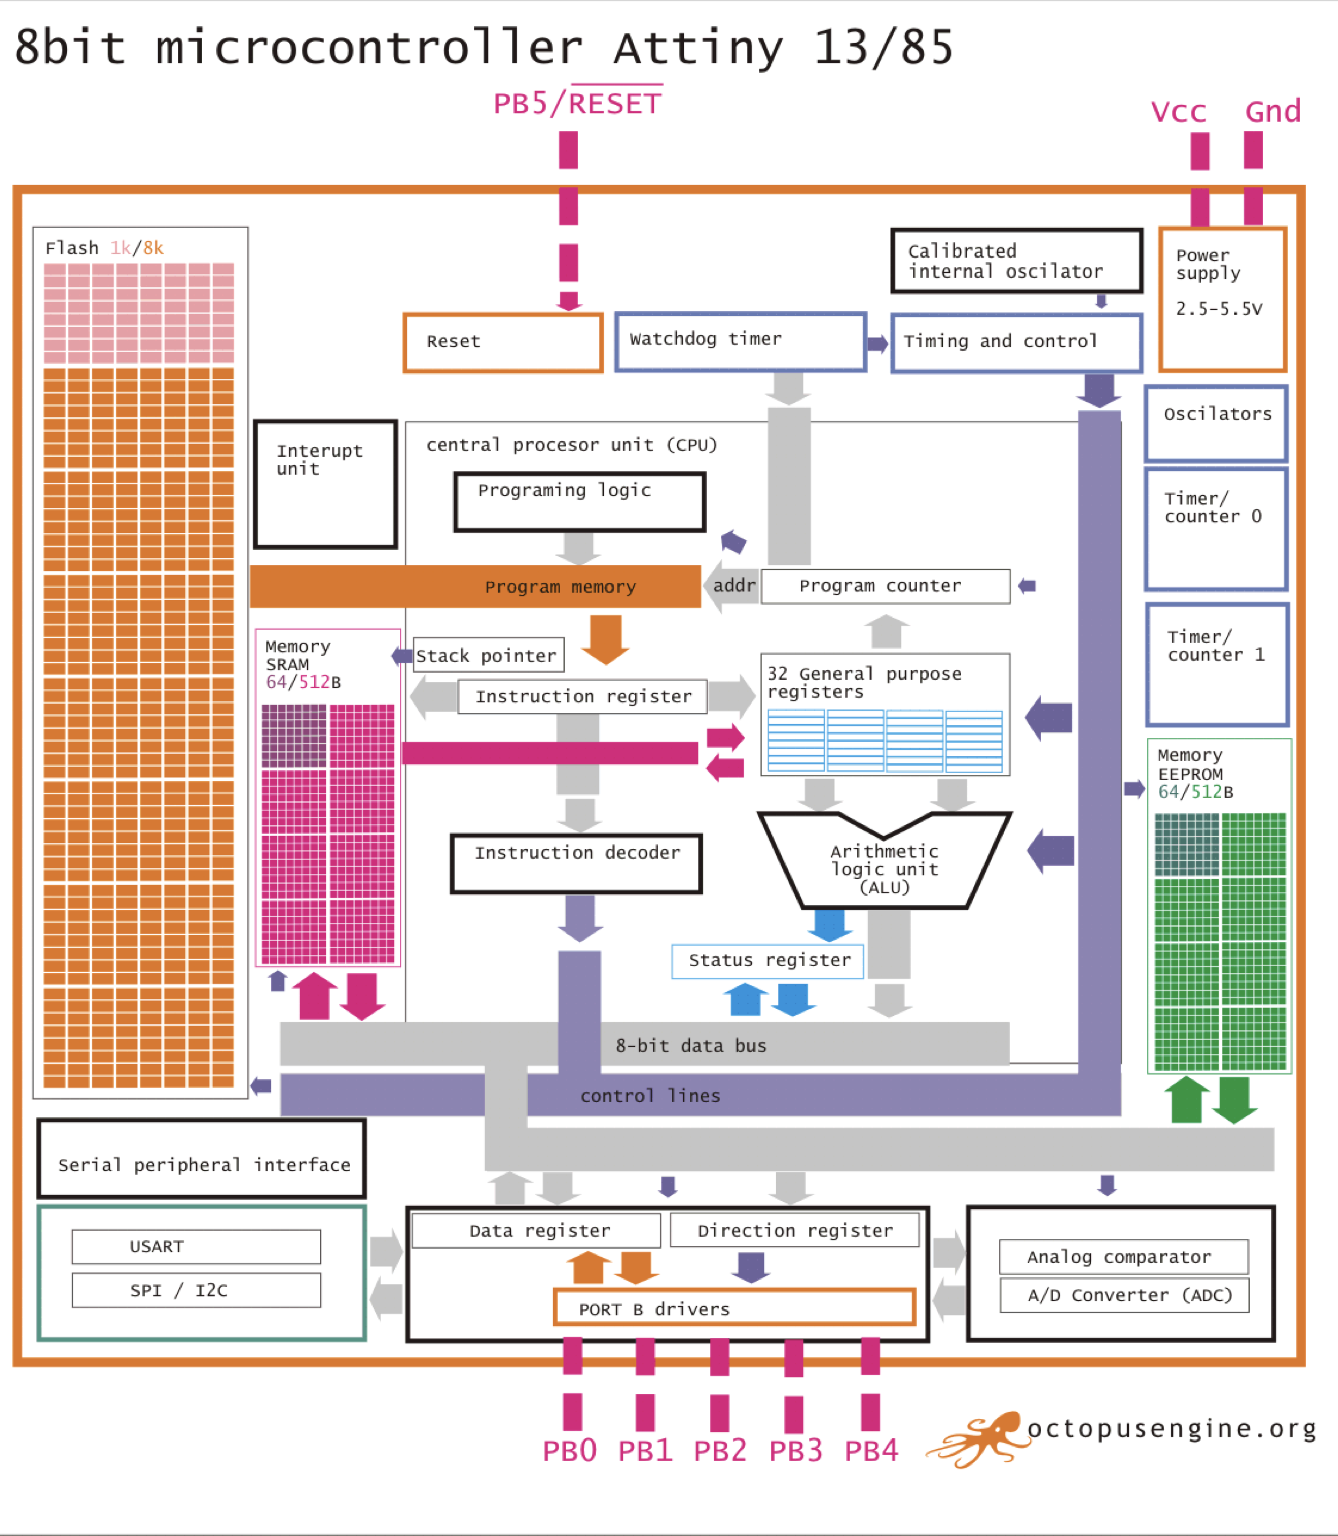 8bit microcontroller Attiny 13/85
PB5/RESET
Vcc
Gnd
Flash 1k/8k
Calibrated
internal oscilator
Power
supply
2.5-5.5V
Reset
Watchdog timer
Timing and control
Oscilators
Interupt
unit
central procesor unit (CPU)
Programing logic
Timer/
counter 0
Program memory
addr
Program counter
Memory
SRAM
64/512B
Stack pointer
Instruction register
32 General purpose
registers
Timer/
counter 1
Memory
EEPROM
64/512B
Instruction decoder
Arithmetic
logic unit
(ALU)
Status register
8-bit data bus
control lines
Serial peripheral interface
USART
SPI / I2C
Data register
Direction register
PORT B drivers
Analog comparator
A/D Converter (ADC)
PB0
PB1
PB2
PB3
PB4
octopusengine.org